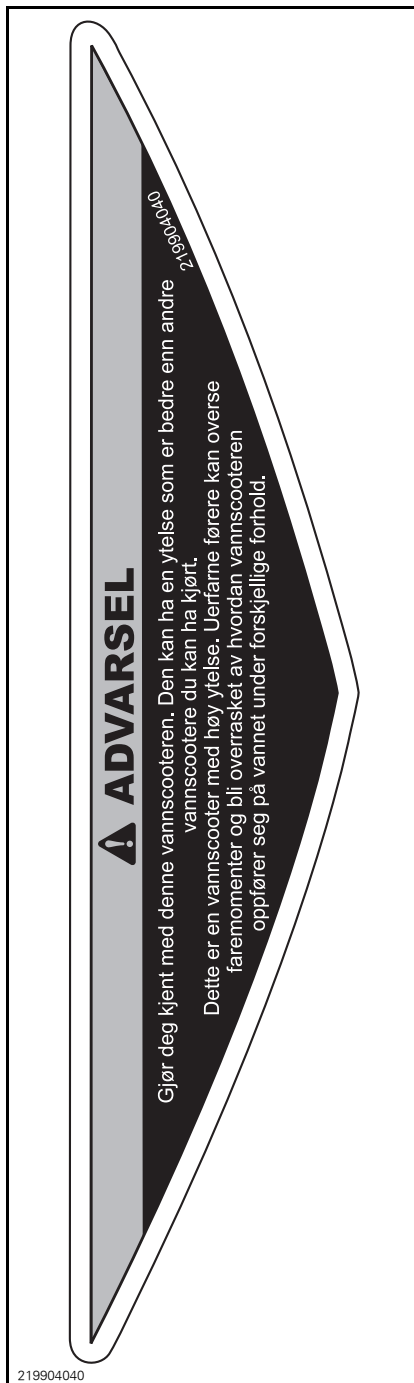 ADVARSEL
Gjør deg kjent med denne vannscooteren. Den kan ha en ytelse som er bedre enn andre
vannscootere du kan ha kjørt.
Dette er en vannscooter med høy ytelse. Uerfarne førere kan overse
faremomenter og bli overrasket av hvordan vannscooteren
oppfører seg på vannet under forskjellige forhold.
219904040
219904040